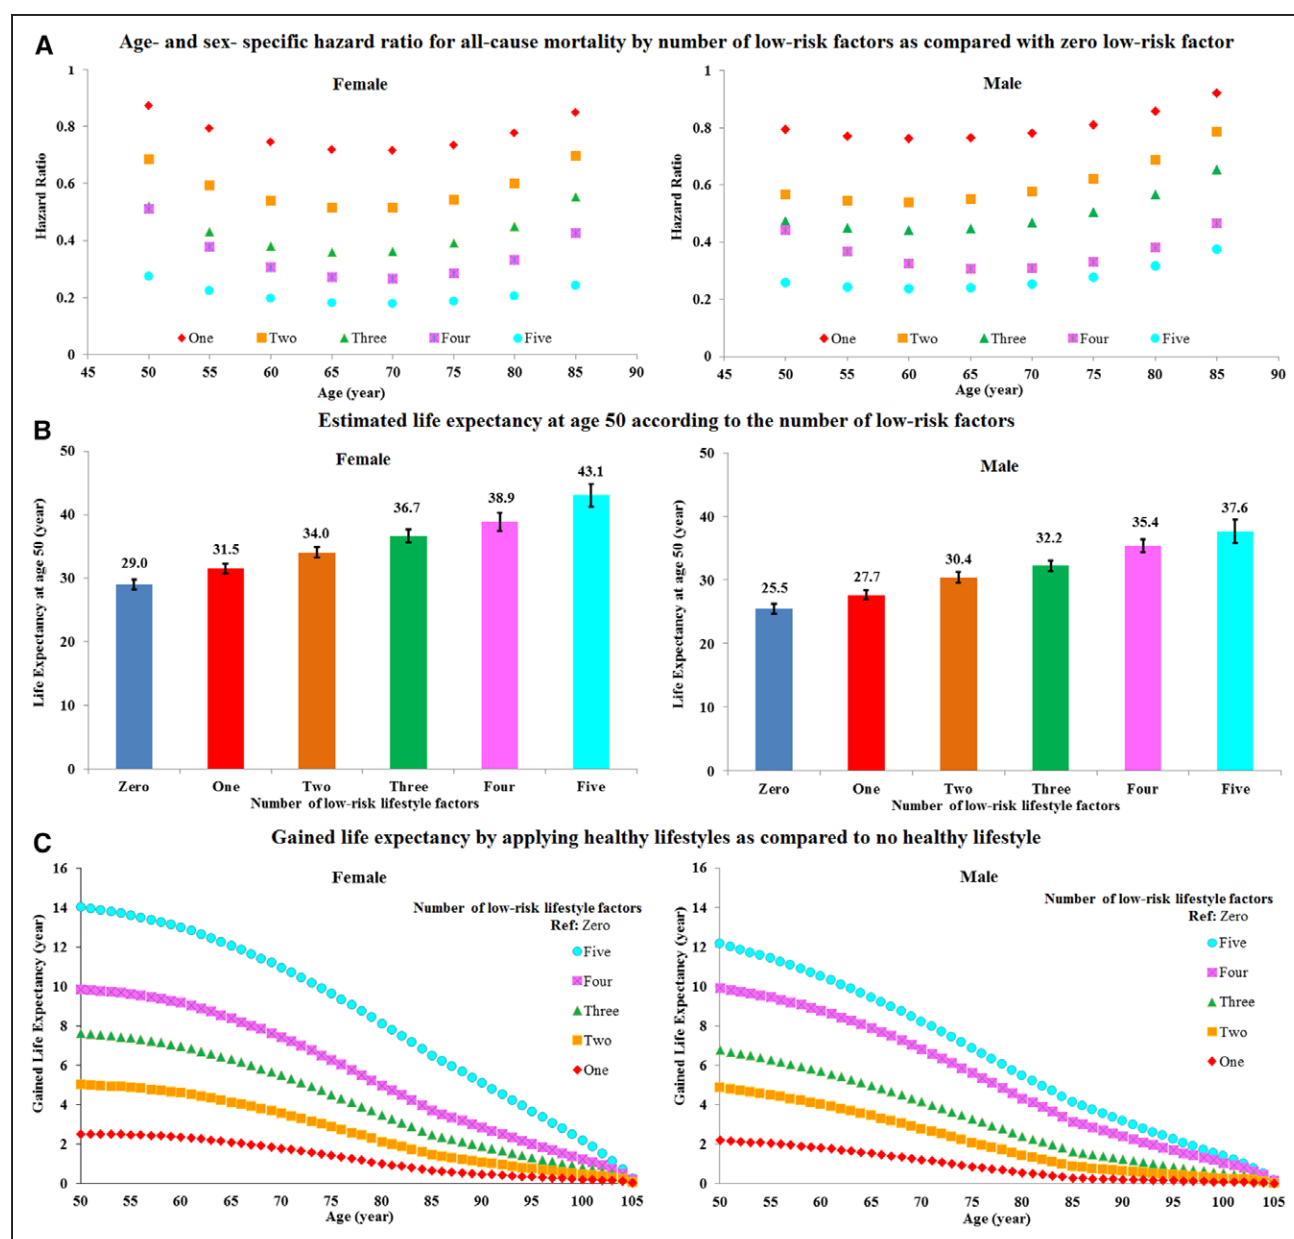 A
Age- and sex- specific hazard ratio for all-cause mortality by number of low-risk factors as compared with zero low-risk factor
Female
Hazard Ratio
1
0.8
0.6
0.4
0.2
0
One Two Three Four Five
45 50 55 60 65 70 75 80 85 90
Age (year)
Male
Hazard Ratio
1
0.8
0.6
0.4
0.2
0
One Two Three Four Five
45 50 55 60 65 70 75 80 85 90
Age (year)
B
Estimated life expectancy at age 50 according to the number of low-risk factors
Female
Life Expectancy at age 50 (year)
50
40
30
20
10
0
29.0 31.5 34.0 36.7 38.9 43.1
Zero One Two Three Four Five
Number of low-risk lifestyle factors
Male
Life Expectancy at age 50 (year)
50
40
30
20
10
0
25.5 27.7 30.4 32.2 35.4 37.6
Zero One Two Three Four Five
Number of low-risk lifestyle factors
C
Gained life expectancy by applying healthy lifestyles as compared to no healthy lifestyle
Female
Gained Life Expectancy (year)
16
14
12
10
8
6
4
2
0
Number of low-risk lifestyle factors
Ref: Zero
Five
Four
Three
Two
One
50 55 60 65 70 75 80 85 90 95 100 105
Age (year)
Male
Gained Life Expectancy (year)
16
14
12
10
8
6
4
2
0
Number of low-risk lifestyle factors
Ref: Zero
Five
Four
Three
Two
One
50 55 60 65 70 75 80 85 90 95 100 105
Age (year)